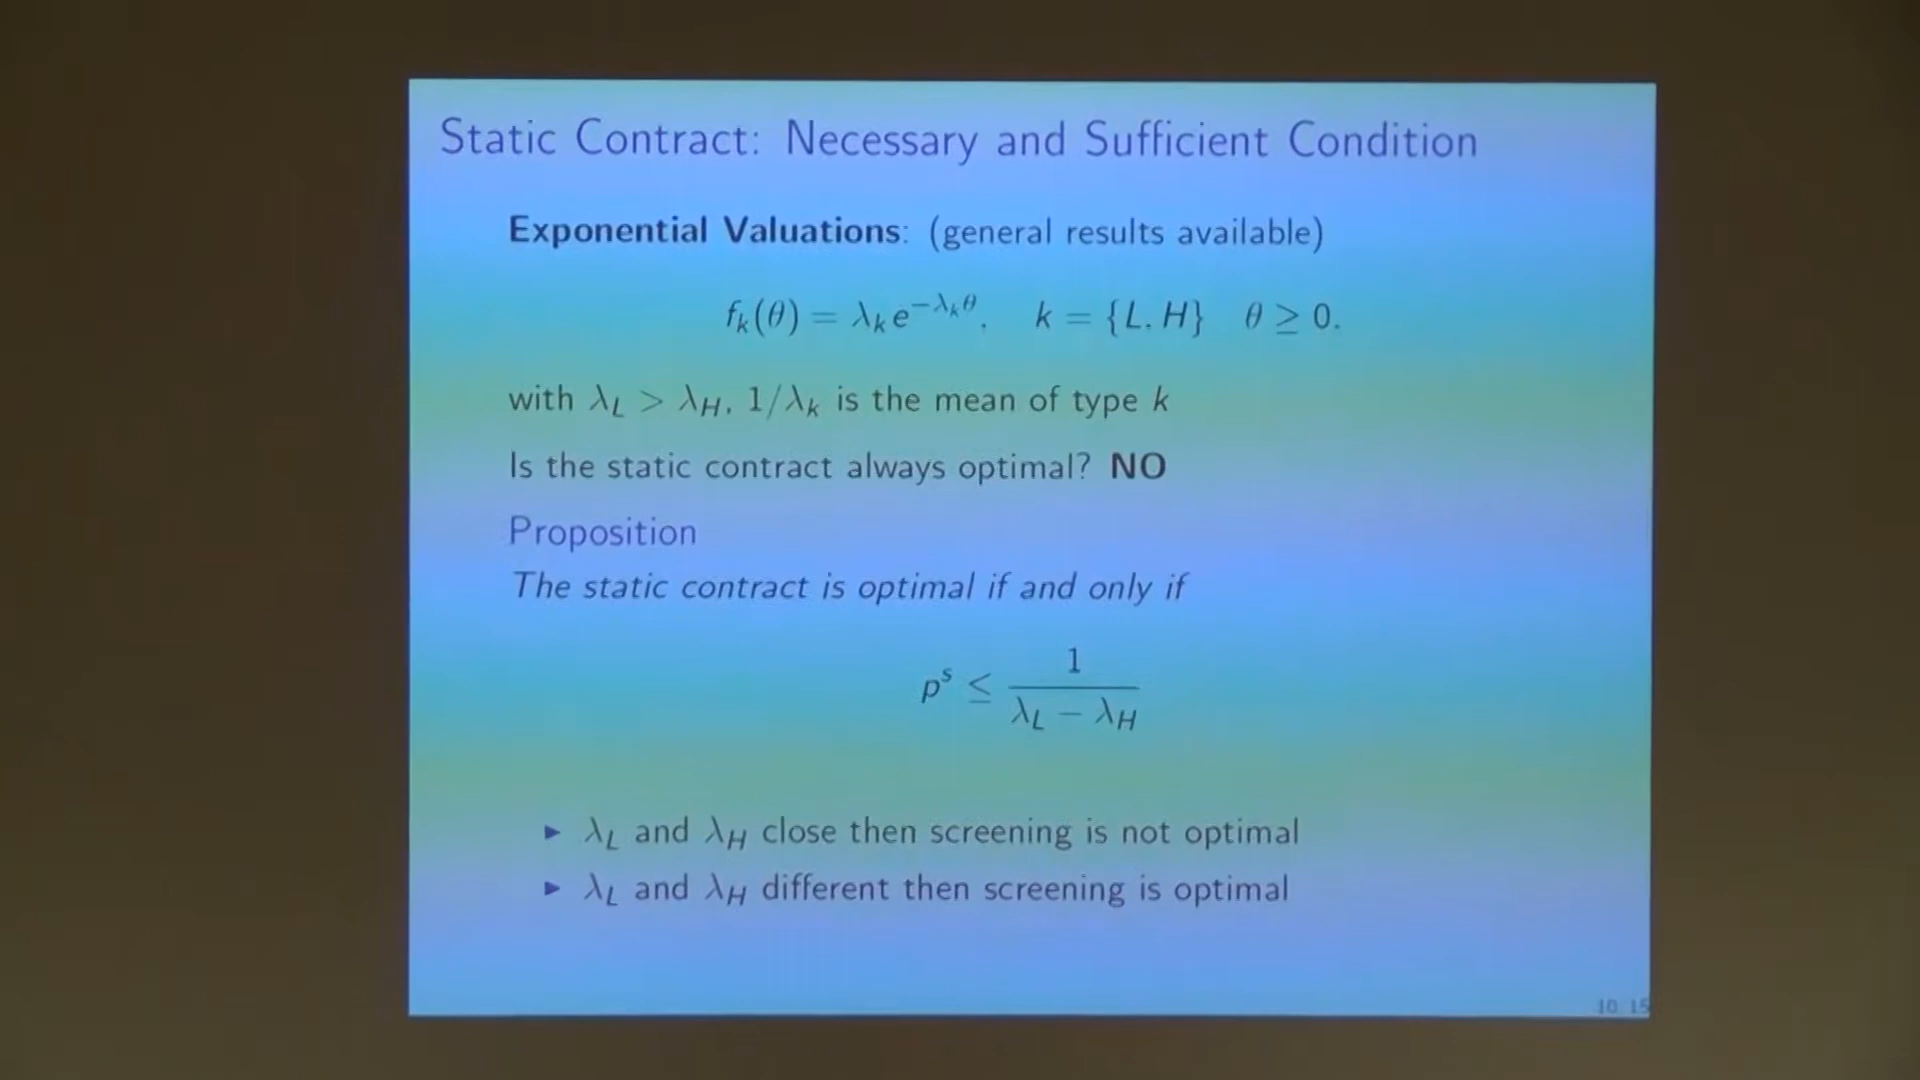 Static Contract: Necessary and Sufficient Condition
Exponential Valuations: (general results available)
f_k(θ) = λ_k e^{−λ_k θ}, k = {L, H} θ ≥ 0.
with λ_L > λ_H, 1/λ_k is the mean of type k
Is the static contract always optimal? NO
Proposition
The static contract is optimal if and only if
p^s ≤ 1 / (λ_L − λ_H)
▶ λ_L and λ_H close then screening is not optimal
▶ λ_L and λ_H different then screening is optimal
10 15